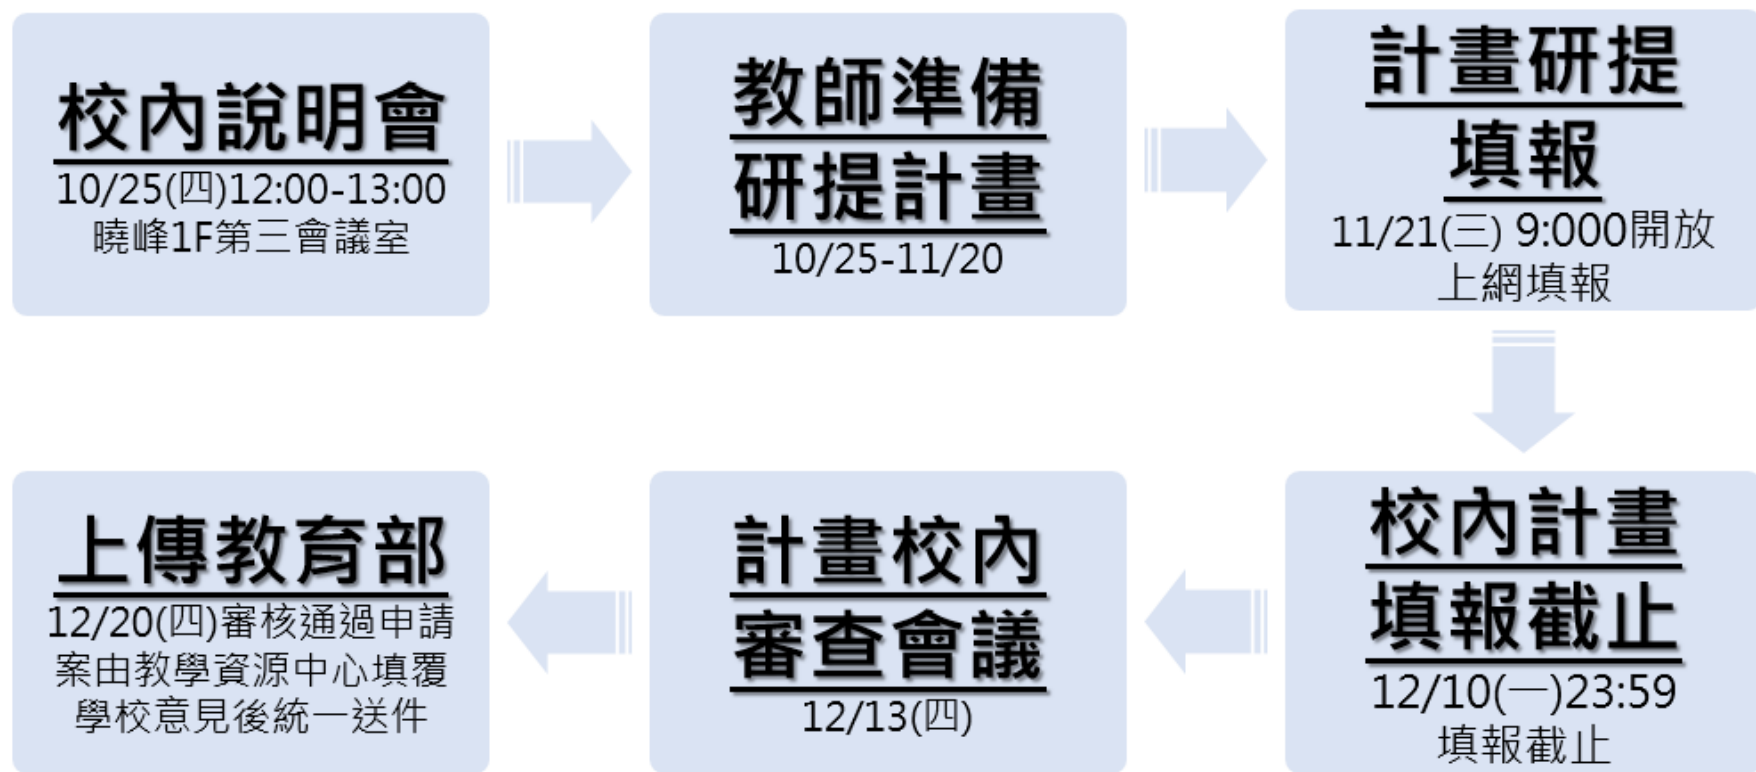 校內說明會
10/25(四)12:00-13:00
曉峰1F第三會議室
教師準備
研提計畫
10/25-11/20
計畫研提
填報
11/21(三) 9:000開放
上網填報
校內計畫
填報截止
12/10(一)23:59
填報截止
計畫校內
審查會議
12/13(四)
上傳教育部
12/20(四)審核通過申請
案由教學資源中心填覆
學校意見後統一送件